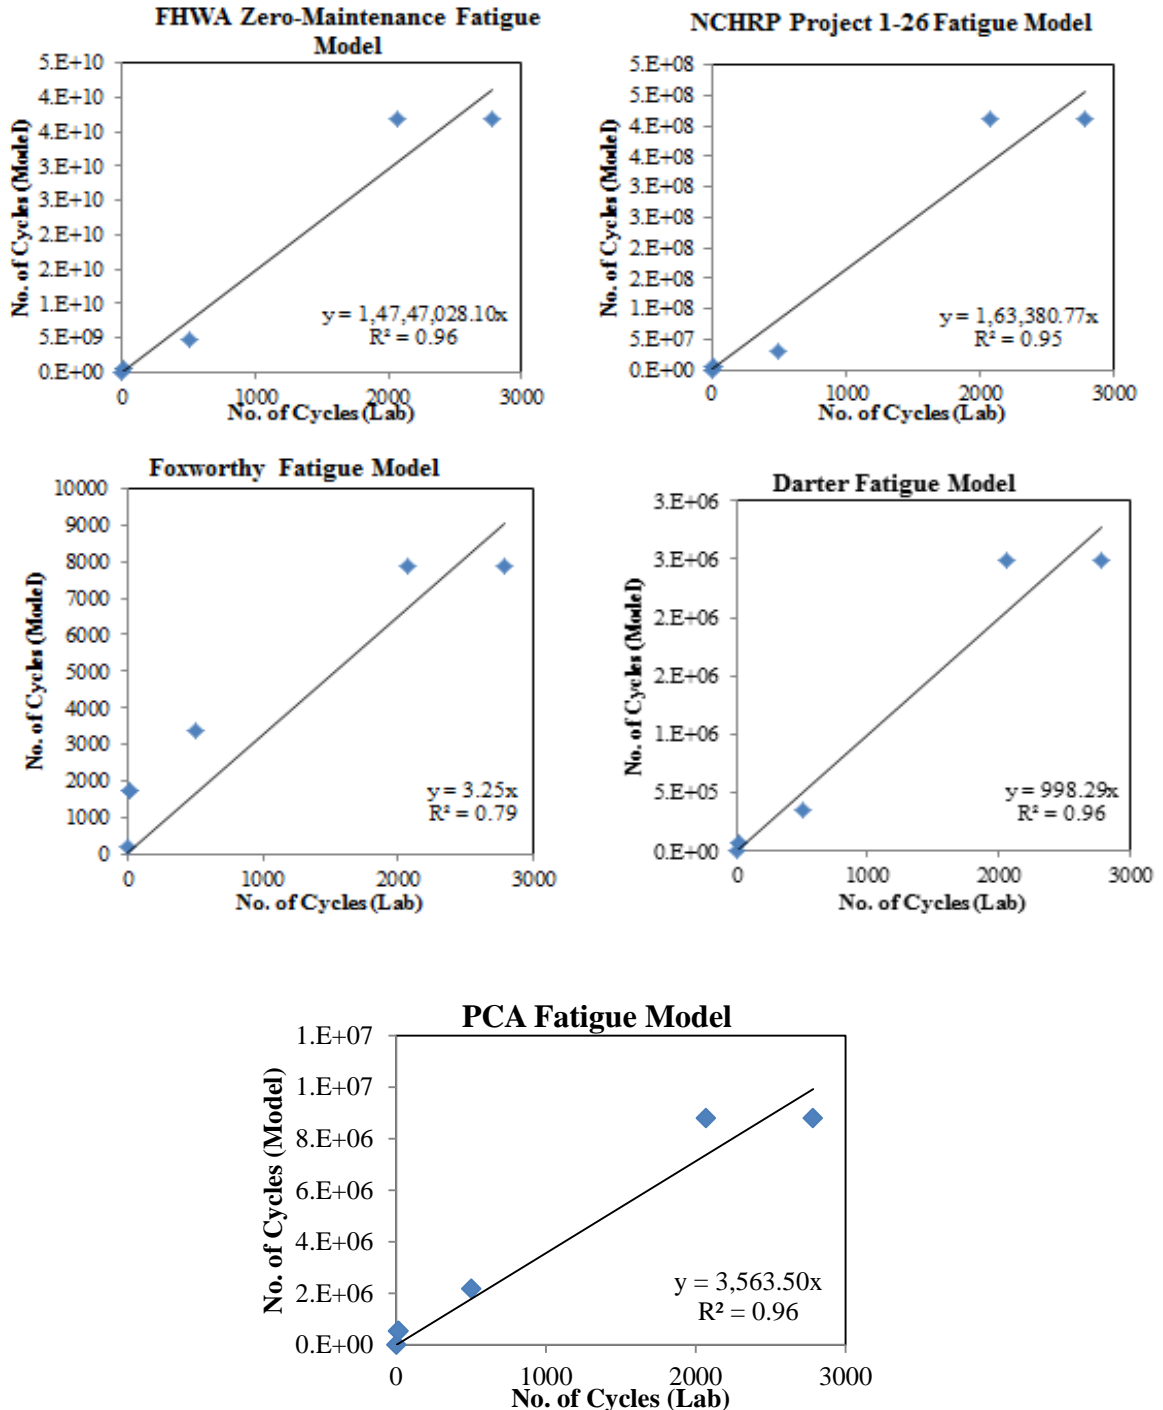 FHWA Zero-Maintenance Fatigue
Model
5.E+10
4.E+10
4.E+10
3.E+10
3.E+10
2.E+10
2.E+10
1.E+10
5.E+09
0.E+00
No. of Cycles (Model)
y = 1,47,47,028.10x
R² = 0.96
0 1000 2000 3000
No. of Cycles (Lab)
NCHRP Project 1-26 Fatigue Model
5.E+08
5.E+08
4.E+08
4.E+08
3.E+08
3.E+08
2.E+08
2.E+08
1.E+08
5.E+07
0.E+00
No. of Cycles (Model)
y = 1,63,380.77x
R² = 0.95
0 1000 2000 3000
No. of Cycles (Lab)
Foxworthy Fatigue Model
10000
9000
8000
7000
6000
5000
4000
3000
2000
1000
0
No. of Cycles (Model)
y = 3.25x
R² = 0.79
0 1000 2000 3000
No. of Cycles (Lab)
Darter Fatigue Model
3.E+06
3.E+06
2.E+06
2.E+06
1.E+06
5.E+05
0.E+00
No. of Cycles (Model)
y = 998.29x
R² = 0.96
0 1000 2000 3000
No. of Cycles (Lab)
PCA Fatigue Model
1.E+07
1.E+07
8.E+06
6.E+06
4.E+06
2.E+06
0.E+00
No. of Cycles (Model)
y = 3,563.50x
R² = 0.96
0 1000 2000 3000
No. of Cycles (Lab)